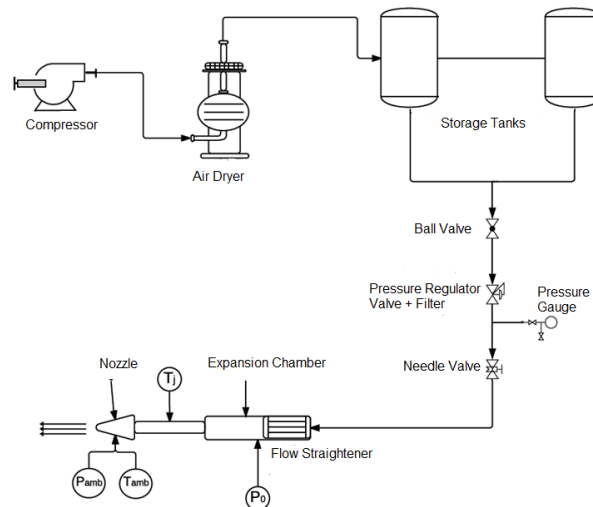 Compressor
Air Dryer
Storage Tanks
Ball Valve
Pressure Regulator
Valve + Filter
Pressure
Gauge
Needle Valve
Expansion Chamber
Nozzle
Tj
Flow Straightener
Pamb
Tamb
P0